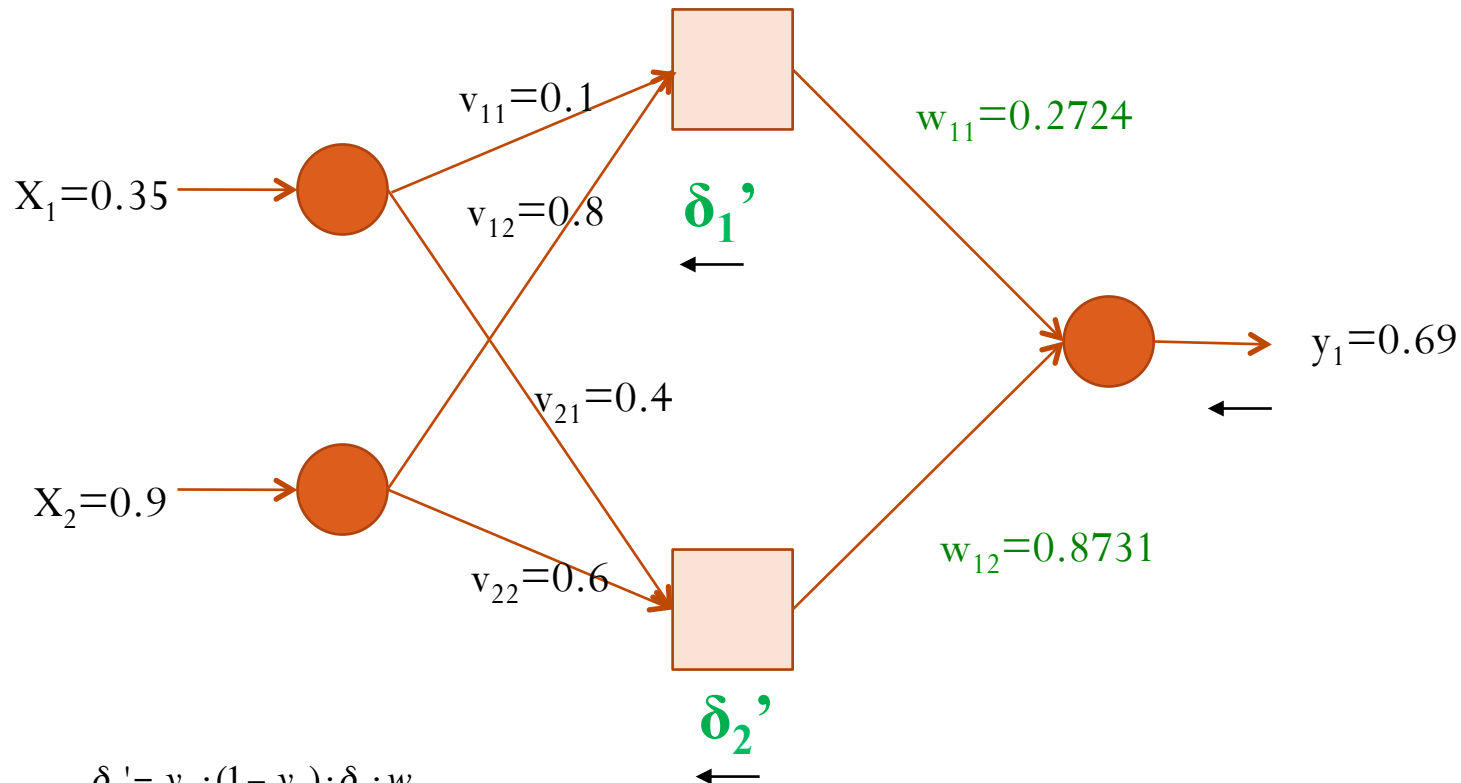 v₁₁=0.1
w₁₁=0.2724
X₁=0.35
v₁₂=0.8
δ₁’
y₁=0.69
v₂₁=0.4
X₂=0.9
w₁₂=0.8731
v₂₂=0.6
δ₂’